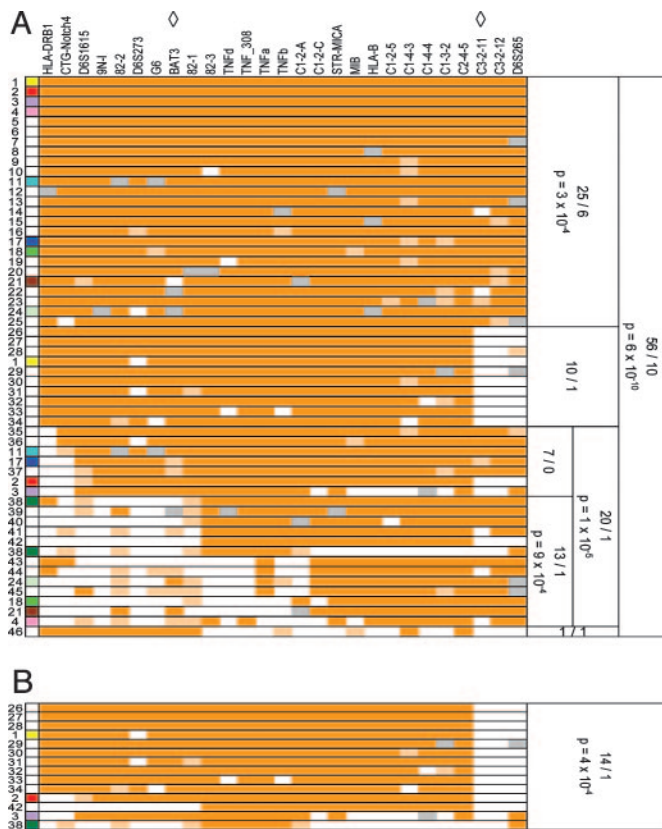 A
HLA-DRB1
CTG-Notch4
D6S1615
9N-I
82-2
D6S273
G6
BAT3
82-1
82-3
TNFd
TNF_308
TNFa
TNFb
C1-2-A
C1-2-C
STR-MICA
MIB
HLA-B
C1-2-5
C1-4-3
C1-4-4
C1-3-2
C2-4-5
C3-2-11
C3-2-12
D6S265
1
2
3
4
5
6
7
8
9
10
11
12
13
14
15
16
17
18
19
20
21
22
23
24
25
26
27
28
1
29
30
31
32
33
34
35
36
11
17
37
2
3
38
39
40
41
42
38
43
44
24
45
18
21
4
46
25 / 6
p = 3 x 10⁻⁴
10 / 1
7 / 0
13 / 1
p = 9 x 10⁻⁴
20 / 1
p = 1 x 10⁻⁵
1 / 1
56 / 10
p = 6 x 10⁻¹⁰
B
26
27
28
1
29
30
31
32
33
34
2
42
3
38
14 / 1
p = 4 x 10⁻⁴